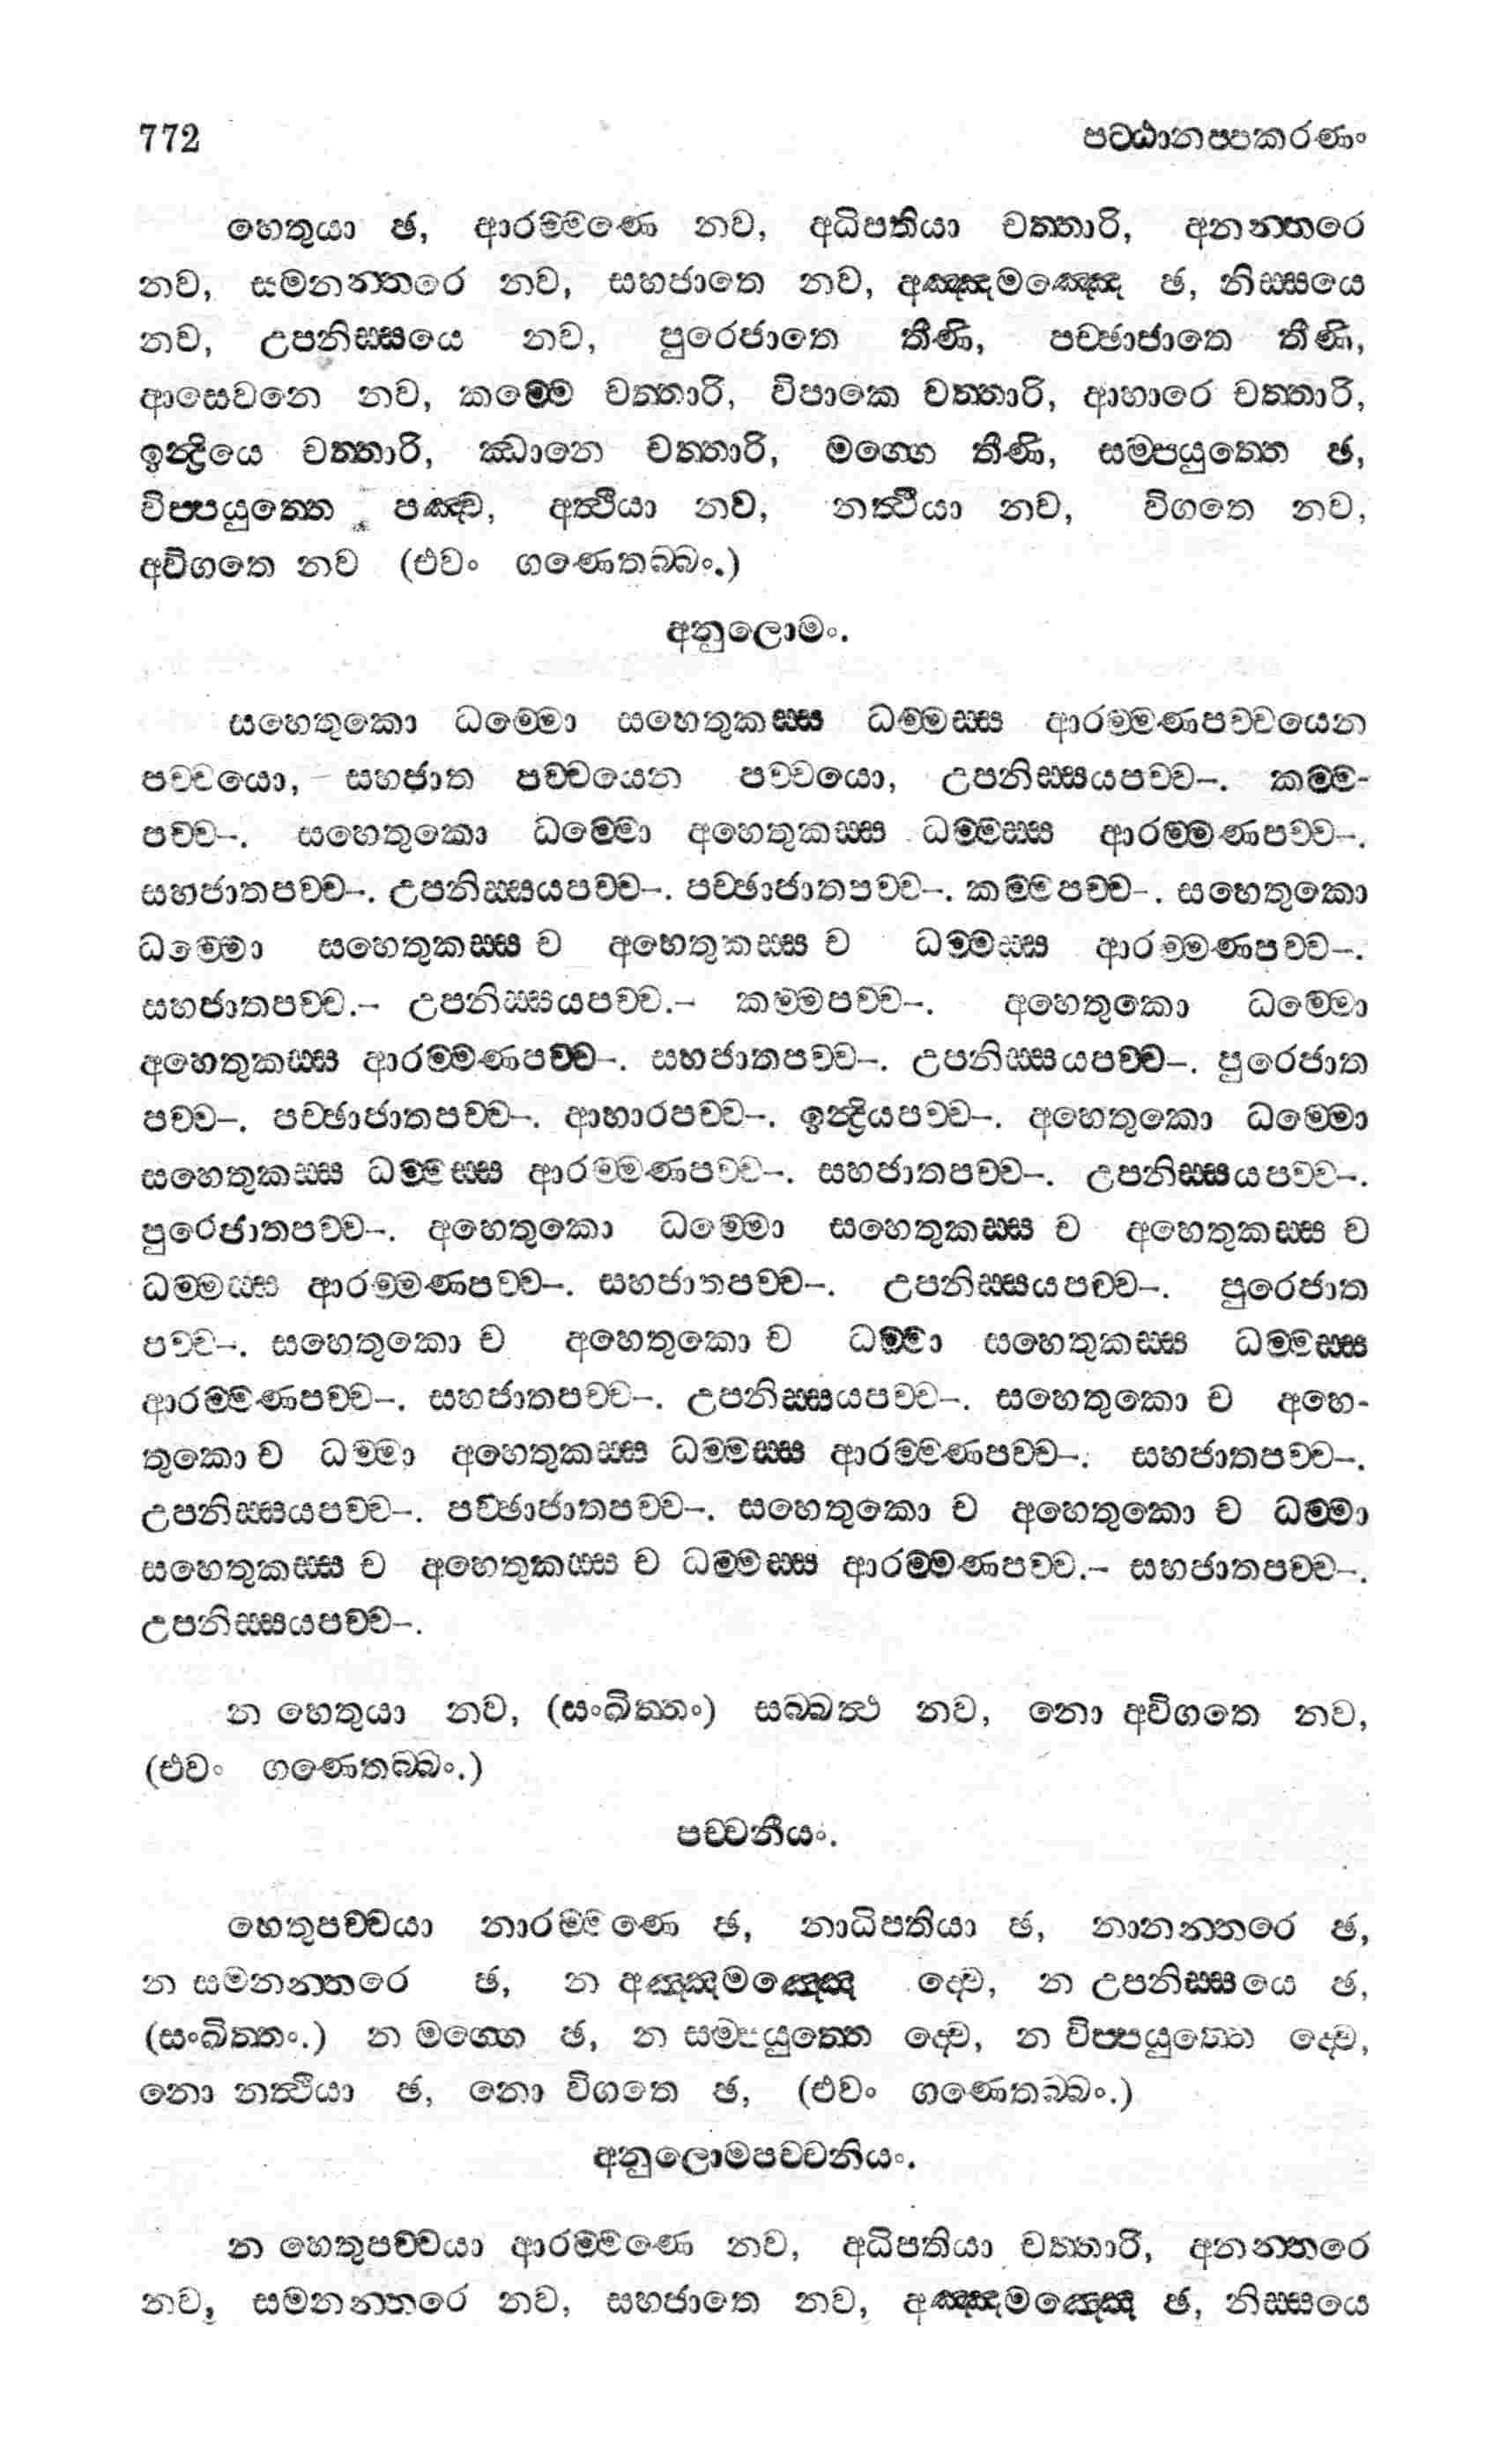 772 පට්ඨානප්පකරණං
හෙතුයා ඡ, ආරම්මණෙ නව, අධිපතියා චත්තාරි, අනන්තරෙ
නව, සමනන්තරෙ නව, සහජාතෙ නව, අඤ්ඤමඤ්ඤෙ ඡ, නිස්සයෙ
නව, උපනිස්සයෙ නව, පුරෙජාතෙ තීණි, පච්ඡාජාතෙ තීණි,
ආසෙවනෙ නව, කම්මෙ චත්තාරි, විපාකෙ චත්තාරි, ආහාරෙ චත්තාරි,
ඉන්ද්‍රියෙ චත්තාරි, ඣානෙ චත්තාරි, මග්ගෙ තීණි, සම්පයුත්තෙ ඡ,
විප්පයුත්තෙ පඤ්ච, අත්ථියා නව, නත්ථියා නව, විගතෙ නව,
අවිගතෙ නව (එවං ගණෙතබ්බං.)
අනුලොමං.
සහෙතුකො ධම්මො සහෙතුකස්ස ධම්මස්ස ආරම්මණපච්චයෙන
පච්චයො, – සහජාත පච්චයෙන පච්චයො, උපනිස්සයපච්ච–. කම්ම-
පච්ච–. සහෙතුකො ධම්මො අහෙතුකස්ස ධම්මස්ස ආරම්මණපච්ච–.
සහජාතපච්ච–. උපනිස්සයපච්ච–. පච්ඡාජාතපච්ච–. කම්මපච්ච–. සහෙතුකො
ධම්මො සහෙතුකස්ස ච අහෙතුකස්ස ච ධම්මස්ස ආරම්මණපච්ච–.
සහජාතපච්ච.– උපනිස්සයපච්ච.– කම්මපච්ච–. අහෙතුකො ධම්මො
අහෙතුකස්ස ආරම්මණපච්ච–. සහජාතපච්ච–. උපනිස්සයපච්ච–. පුරෙජාත
පච්ච–. පච්ඡාජාතපච්ච–. ආහාරපච්ච–. ඉන්ද්‍රියපච්ච–. අහෙතුකො ධම්මො
සහෙතුකස්ස ධම්මස්ස ආරම්මණපච්ච–. සහජාතපච්ච–. උපනිස්සයපච්ච–.
පුරෙජාතපච්ච–. අහෙතුකො ධම්මො සහෙතුකස්ස ච අහෙතුකස්ස ච
ධම්මස්ස ආරම්මණපච්ච–. සහජාතපච්ච–. උපනිස්සයපච්ච–. පුරෙජාත
පච්ච–. සහෙතුකො ච අහෙතුකො ච ධම්මා සහෙතුකස්ස ධම්මස්ස
ආරම්මණපච්ච–. සහජාතපච්ච–. උපනිස්සයපච්ච–. සහෙතුකො ච අහෙ-
තුකො ච ධම්මා අහෙතුකස්ස ධම්මස්ස ආරම්මණපච්ච–. සහජාතපච්ච–.
උපනිස්සයපච්ච–. පච්ඡාජාතපච්ච–. සහෙතුකො ච අහෙතුකො ච ධම්මා
සහෙතුකස්ස ච අහෙතුකස්ස ච ධම්මස්ස ආරම්මණපච්ච.– සහජාතපච්ච–.
උපනිස්සයපච්ච–.
න හෙතුයා නව, (සංඛිත්තං) සබ්බත්ථ නව, නො අවිගතෙ නව,
(එවං ගණෙතබ්බං.)
පච්චනීයං.
හෙතුපච්චයා නාරම්මණෙ ඡ, නාධිපතියා ඡ, නානන්තරෙ ඡ,
න සමනන්තරෙ ඡ, න අඤ්ඤමඤ්ඤෙ ද්වෙ, න උපනිස්සයෙ ඡ,
(සංඛිත්තං.) න මග්ගෙ ඡ, න සම්පයුත්තෙ ද්වෙ, න විප්පයුත්තෙ ද්වෙ,
නො නත්ථියා ඡ, නො විගතෙ ඡ, (එවං ගණෙතබ්බං.)
අනුලොමපච්චනියං.
න හෙතුපච්චයා ආරම්මණෙ නව, අධිපතියා චත්තාරි, අනන්තරෙ
නව, සමනන්තරෙ නව, සහජාතෙ නව, අඤ්ඤමඤ්ඤෙ ඡ, නිස්සයෙ